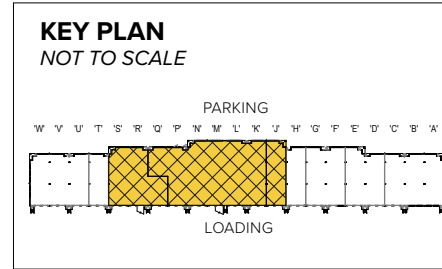 KEY PLAN
NOT TO SCALE
PARKING
'W' 'V' 'U' 'T' 'S' 'R' 'Q' 'P' 'N' 'M' 'L' 'K' 'J' 'H' 'G' 'F' 'E' 'D' 'C' 'B' 'A'
LOADING